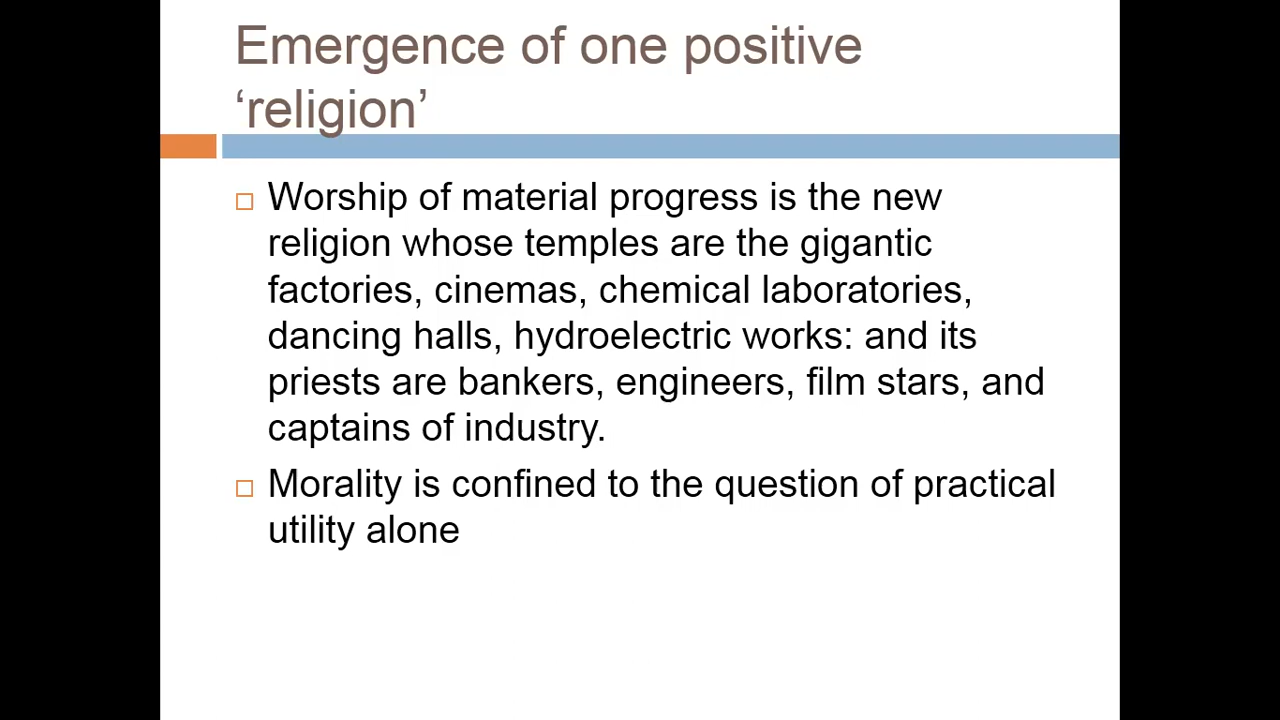 Emergence of one positive
‘religion’
Worship of material progress is the new
religion whose temples are the gigantic
factories, cinemas, chemical laboratories,
dancing halls, hydroelectric works: and its
priests are bankers, engineers, film stars, and
captains of industry.
Morality is confined to the question of practical
utility alone